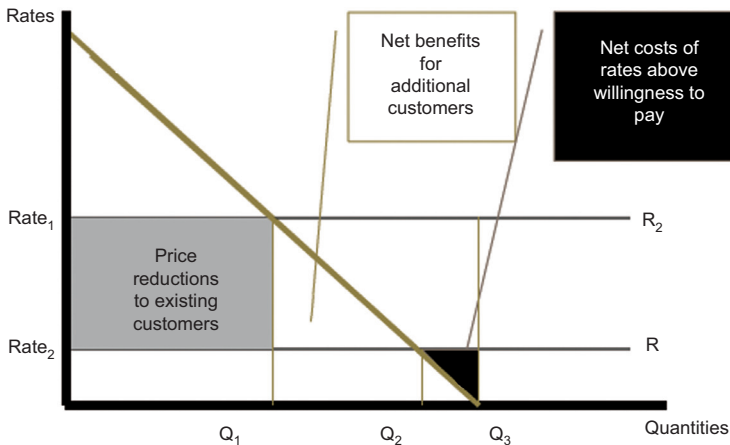 Rates
Net benefits
for
additional
customers
Net costs of
rates above
willingness to
pay
Rate₁
R₂
Price
reductions
to existing
customers
Rate₂
R
Q₁
Q₂
Q₃
Quantities